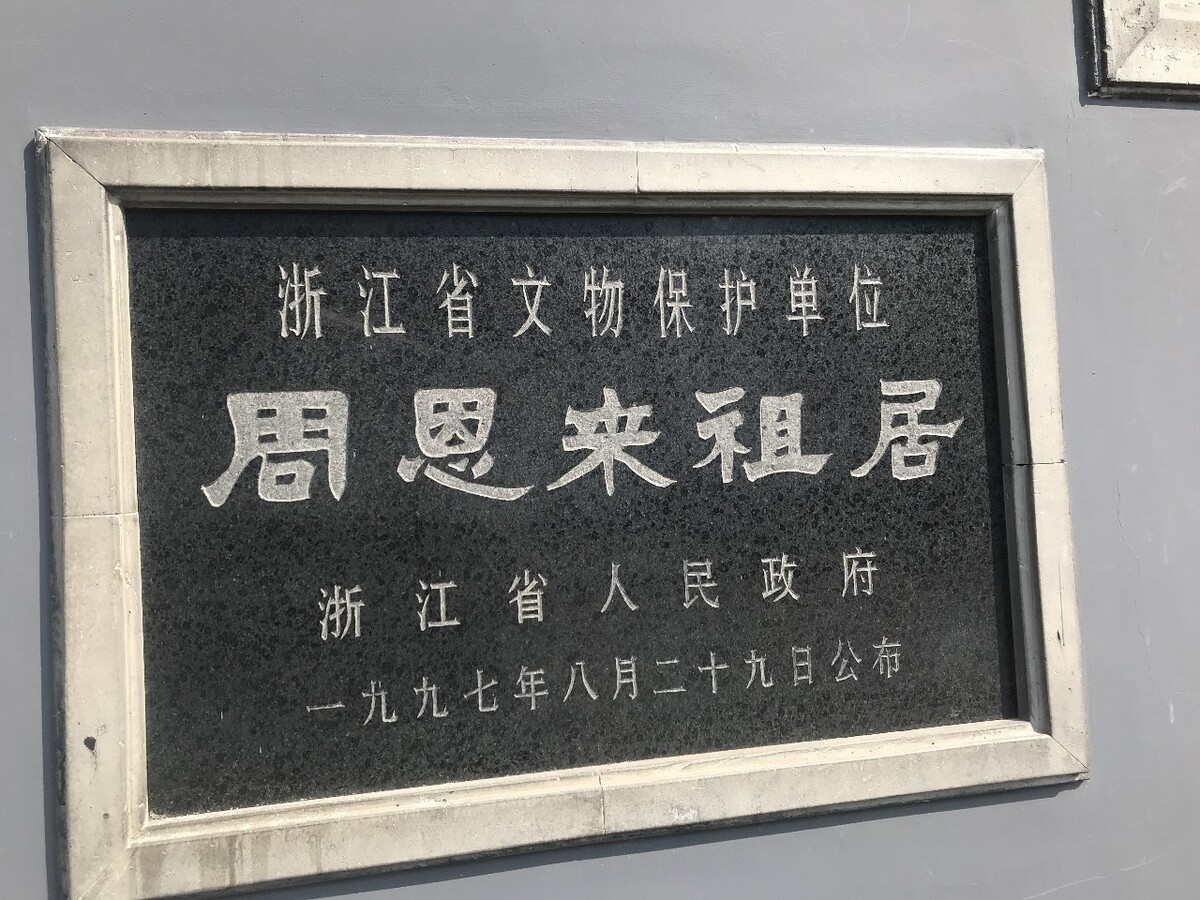 浙江省文物保护单位
周恩来祖居
浙江省人民政府
一九九七年八月二十九日公布